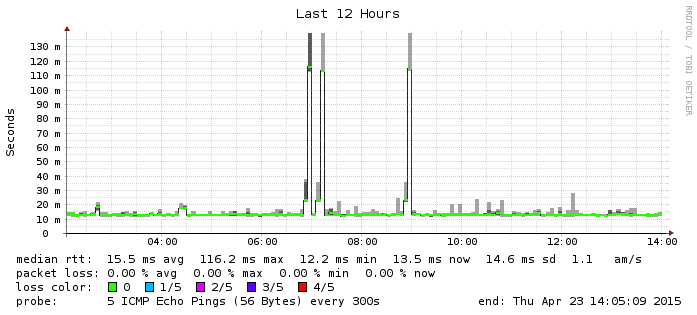 Last 12 Hours
RRDTOOL / TOBI OETIKER
Seconds
130 m
120 m
110 m
100 m
90 m
80 m
70 m
60 m
50 m
40 m
30 m
20 m
10 m
0
04:00 06:00 08:00 10:00 12:00 14:00
median rtt: 15.5 ms avg 116.2 ms max 12.2 ms min 13.5 ms now 14.6 ms sd 1.1 am/s
packet loss: 0.00 % avg 0.00 % max 0.00 % min 0.00 % now
loss color: 0 1/5 2/5 3/5 4/5
probe: 5 ICMP Echo Pings (56 Bytes) every 300s end: Thu Apr 23 14:05:09 2015